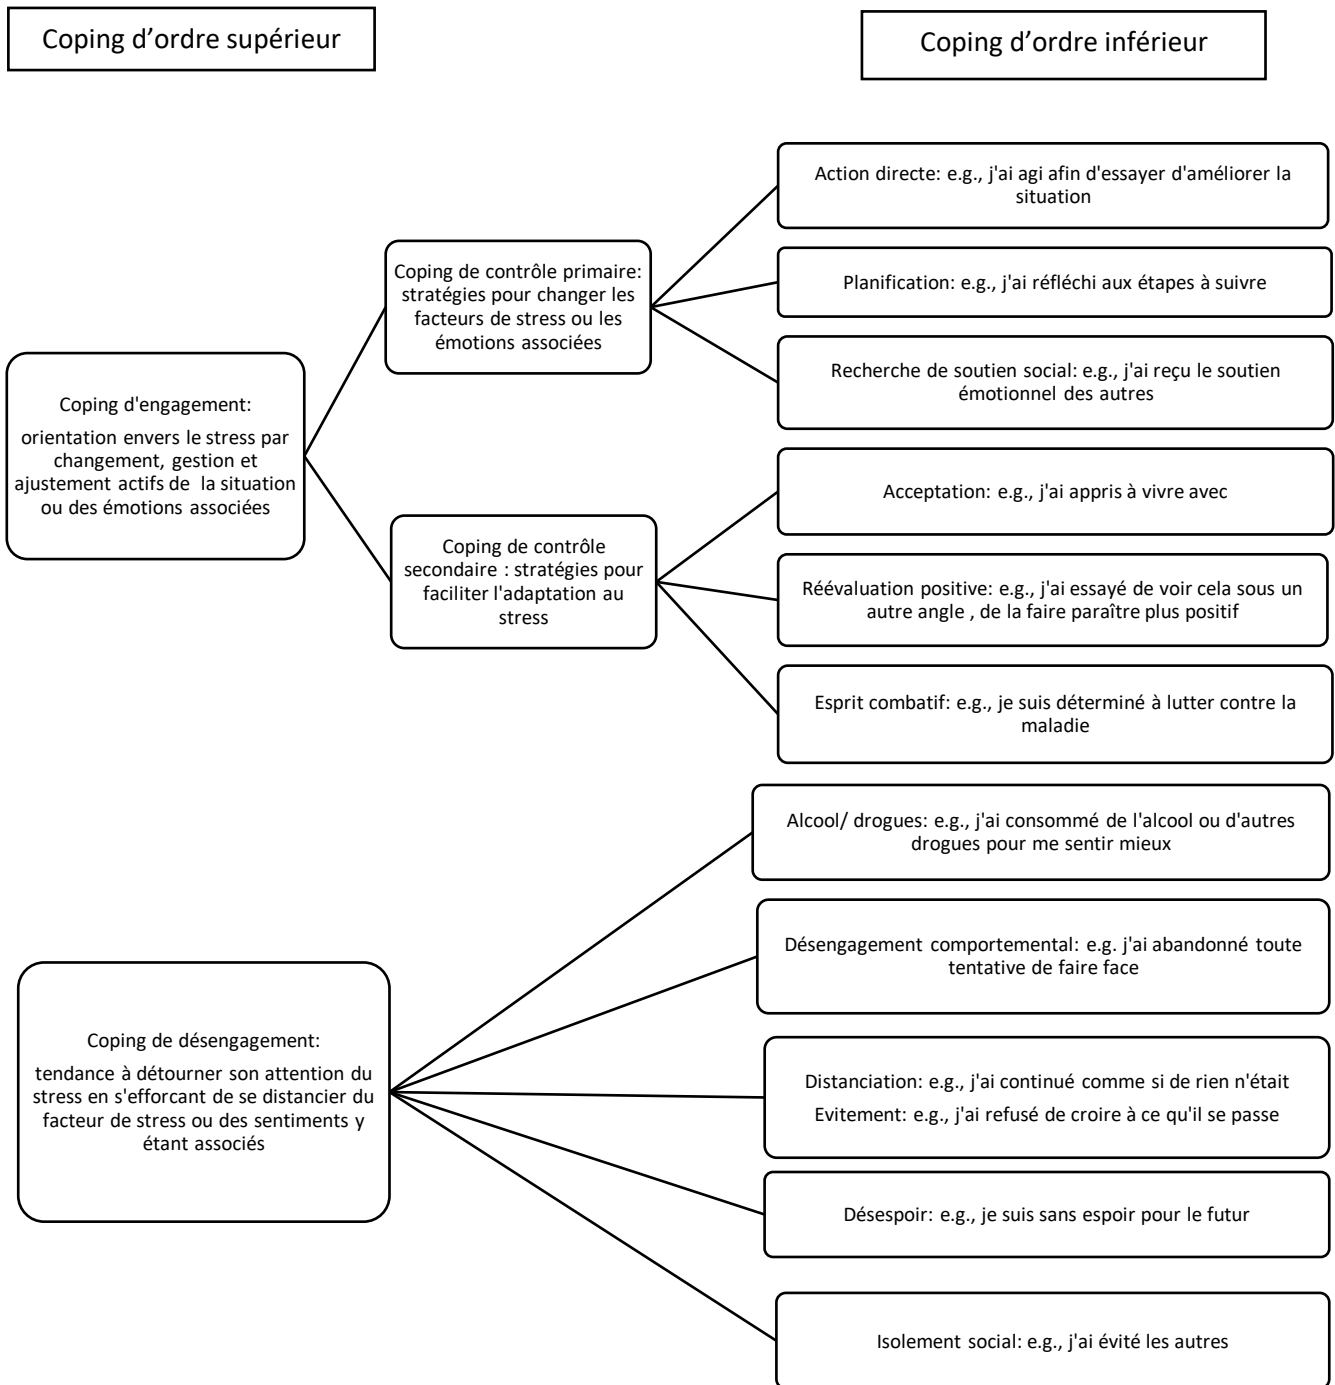 Coping d'ordre supérieur
Coping d'ordre inférieur
Coping d'engagement:
orientation envers le stress par
changement, gestion et
ajustement actifs de la situation
ou des émotions associées
Coping de contrôle primaire:
stratégies pour changer les
facteurs de stress ou les
émotions associées
Action directe: e.g., j'ai agi afin d'essayer d'améliorer la
situation
Planification: e.g., j'ai réfléchi aux étapes à suivre
Recherche de soutien social: e.g., j'ai reçu le soutien
émotionnel des autres
Coping de contrôle
secondaire : stratégies pour
faciliter l'adaptation au
stress
Acceptation: e.g., j'ai appris à vivre avec
Réévaluation positive: e.g., j'ai essayé de voir cela sous un
autre angle , de la faire paraître plus positif
Esprit combatif: e.g., je suis déterminé à lutter contre la
maladie
Coping de désengagement:
tendance à détourner son attention du
stress en s'efforcant de se distancier du
facteur de stress ou des sentiments y
étant associés
Alcool/ drogues: e.g., j'ai consommé de l'alcool ou d'autres
drogues pour me sentir mieux
Désengagement comportemental: e.g. j'ai abandonné toute
tentative de faire face
Distanciation: e.g., j'ai continué comme si de rien n'était
Evitement: e.g., j'ai refusé de croire à ce qu'il se passe
Désespoir: e.g., je suis sans espoir pour le futur
Isolement social: e.g., j'ai évité les autres